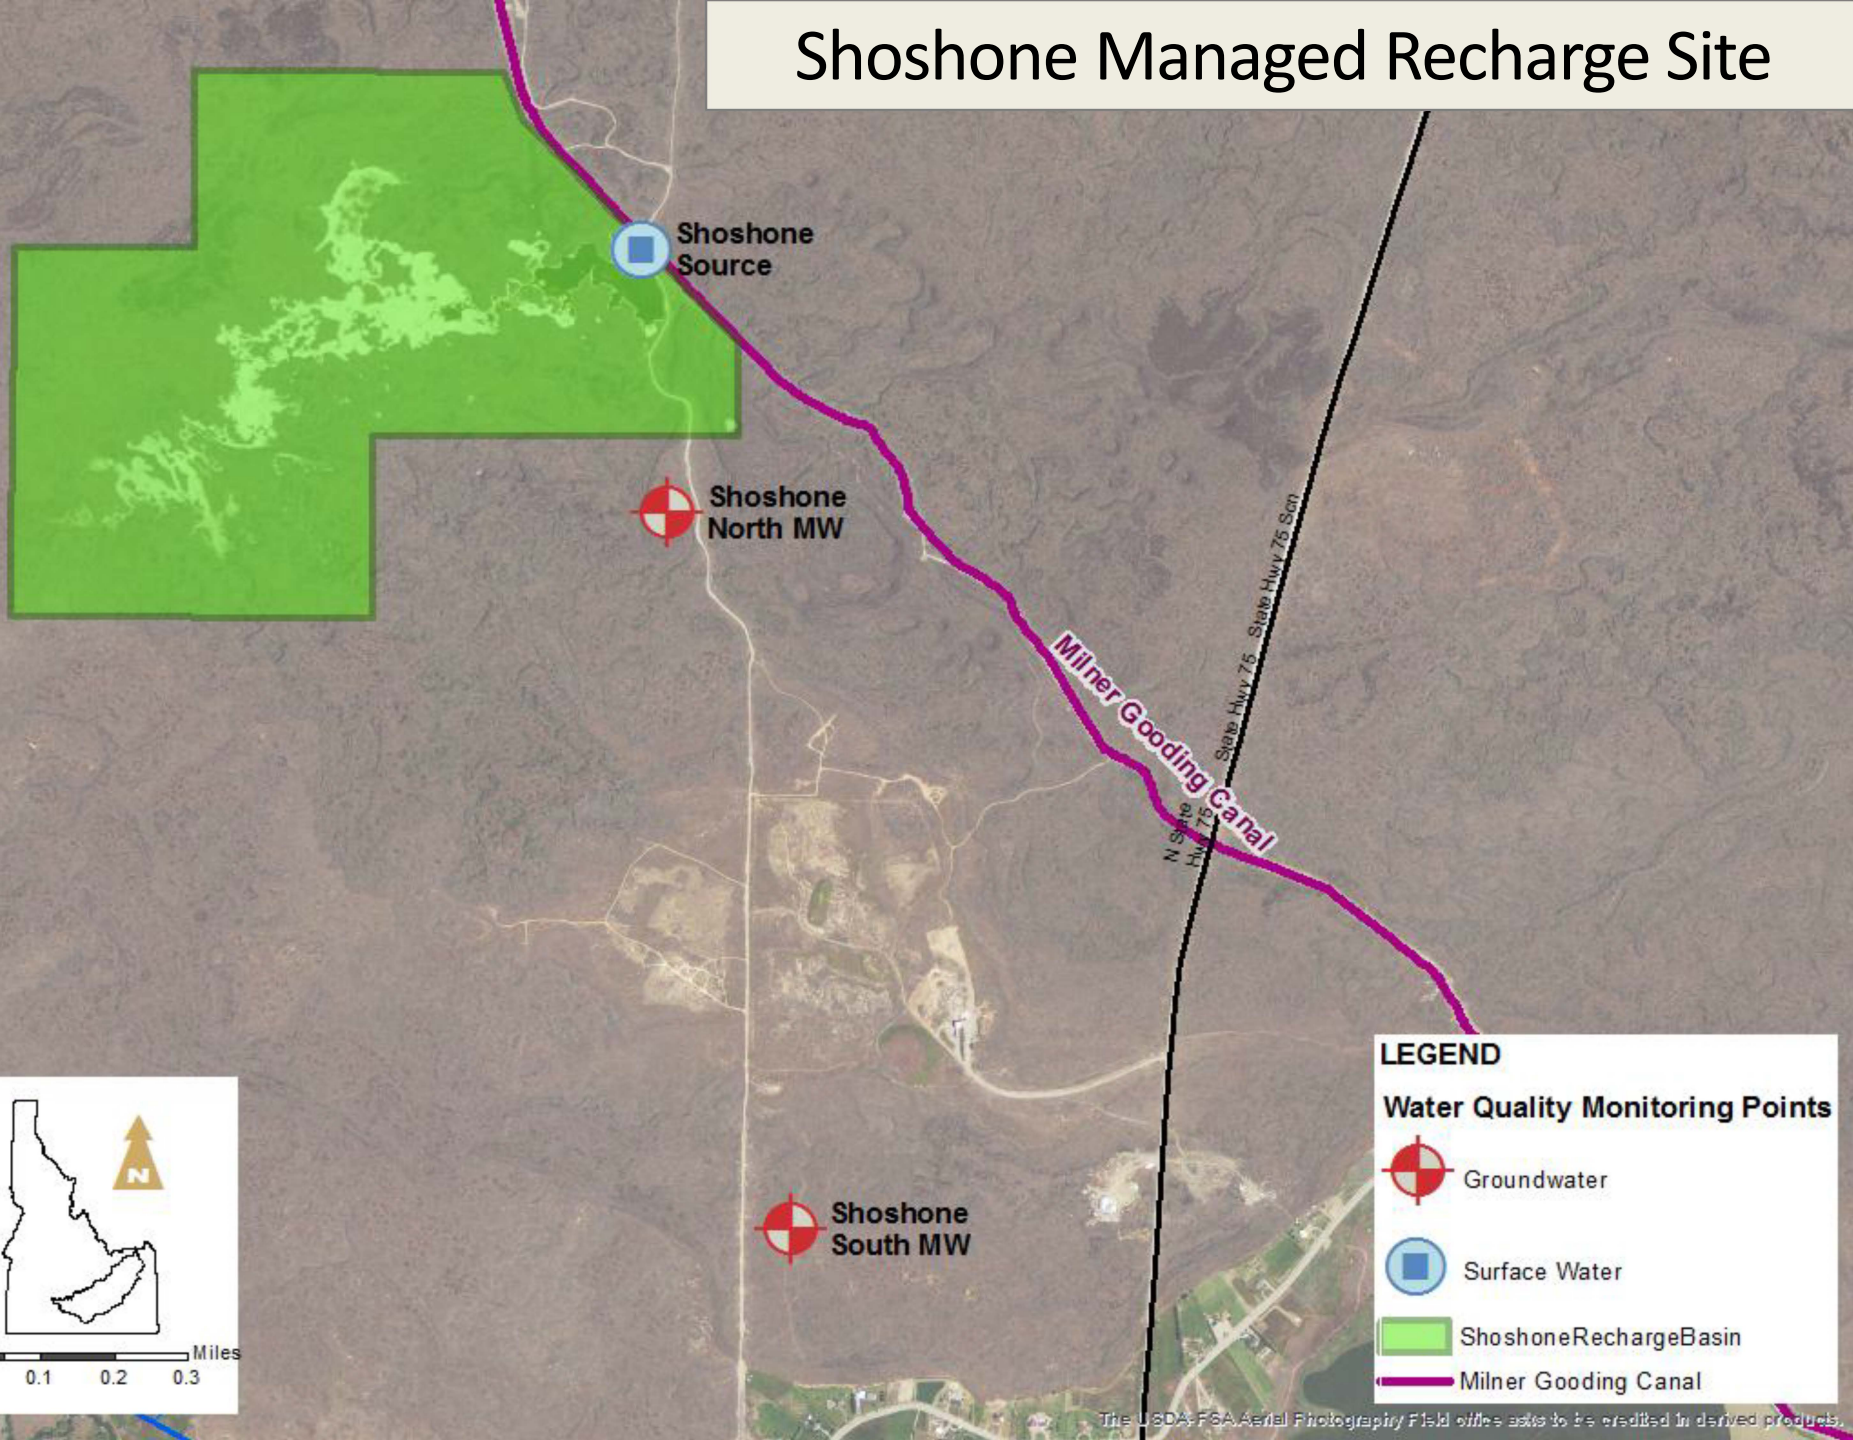 Shoshone Managed Recharge Site
Shoshone
Source
Shoshone
North MW
State Hwy 75 Scn
State Hwy 75
Milner Gooding Canal
N State
Hwy 75
Shoshone
South MW
N
Miles
0.1 0.2 0.3
LEGEND
Water Quality Monitoring Points
Groundwater
Surface Water
ShoshoneRechargeBasin
Milner Gooding Canal
The USDA-FSA Aerial Photography Field office asks to be credited in derived products.